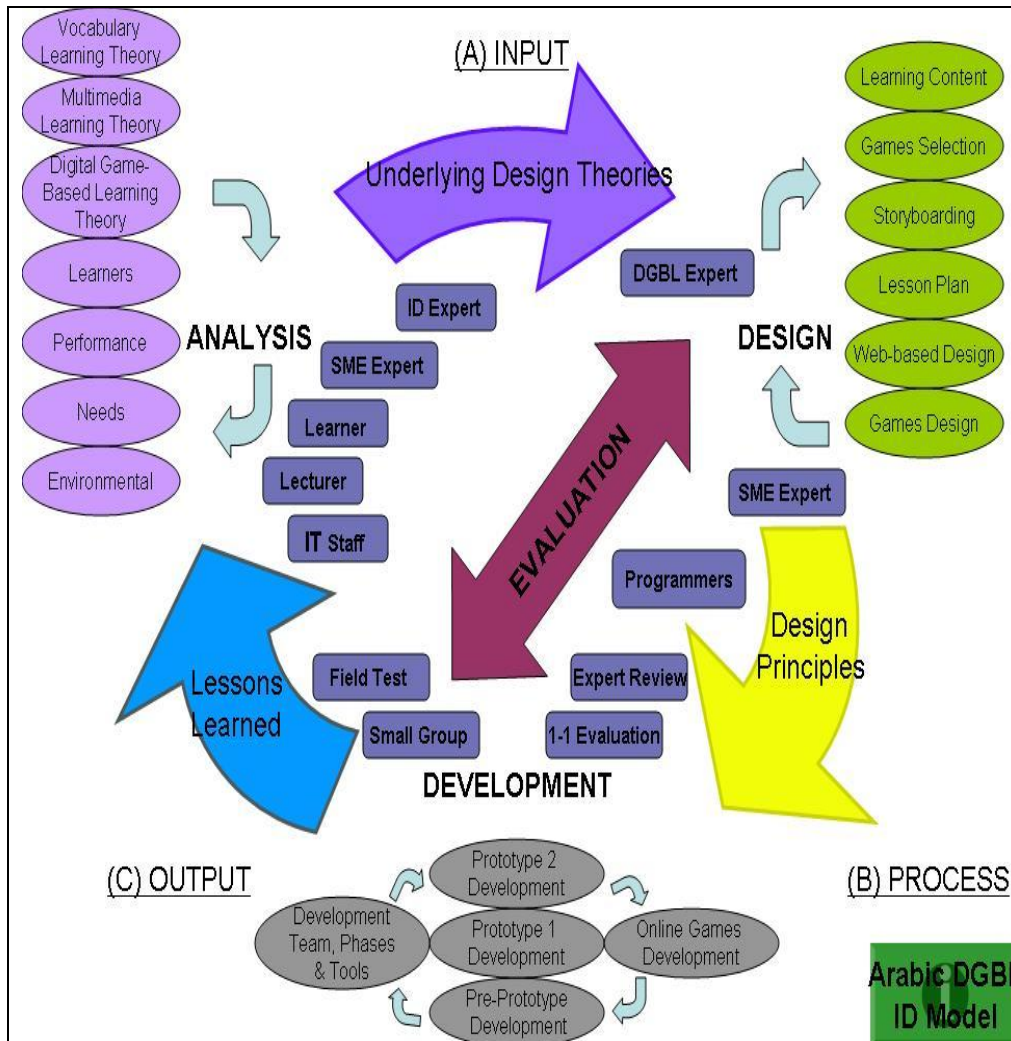 Vocabulary
Learning Theory
Multimedia
Learning Theory
Digital Game-
Based Learning
Theory
Learners
Performance
Needs
Environmental
(A) INPUT
Underlying Design Theories
Learning Content
Games Selection
Storyboarding
Lesson Plan
Web-based Design
Games Design
ANALYSIS
ID Expert
SME Expert
Learner
Lecturer
IT Staff
DGBL Expert
DESIGN
SME Expert
Programmers
EVALUATION
Design
Principles
Lessons
Learned
Field Test
Small Group
Expert Review
1-1 Evaluation
DEVELOPMENT
(C) OUTPUT
(B) PROCESS
Prototype 2
Development
Development
Team, Phases
& Tools
Prototype 1
Development
Online Games
Development
Pre-Prototype
Development
Arabic DGBL
ID Model